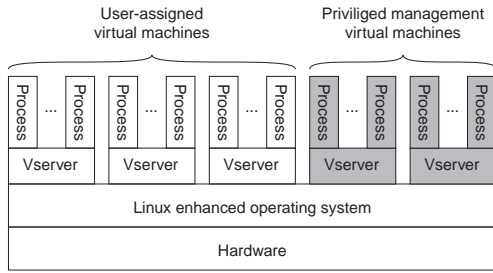 User-assigned
virtual machines
Priviliged management
virtual machines
Process ... Process Process ... Process Process ... Process Process ... Process Process ... Process
Vserver Vserver Vserver Vserver Vserver
Linux enhanced operating system
Hardware